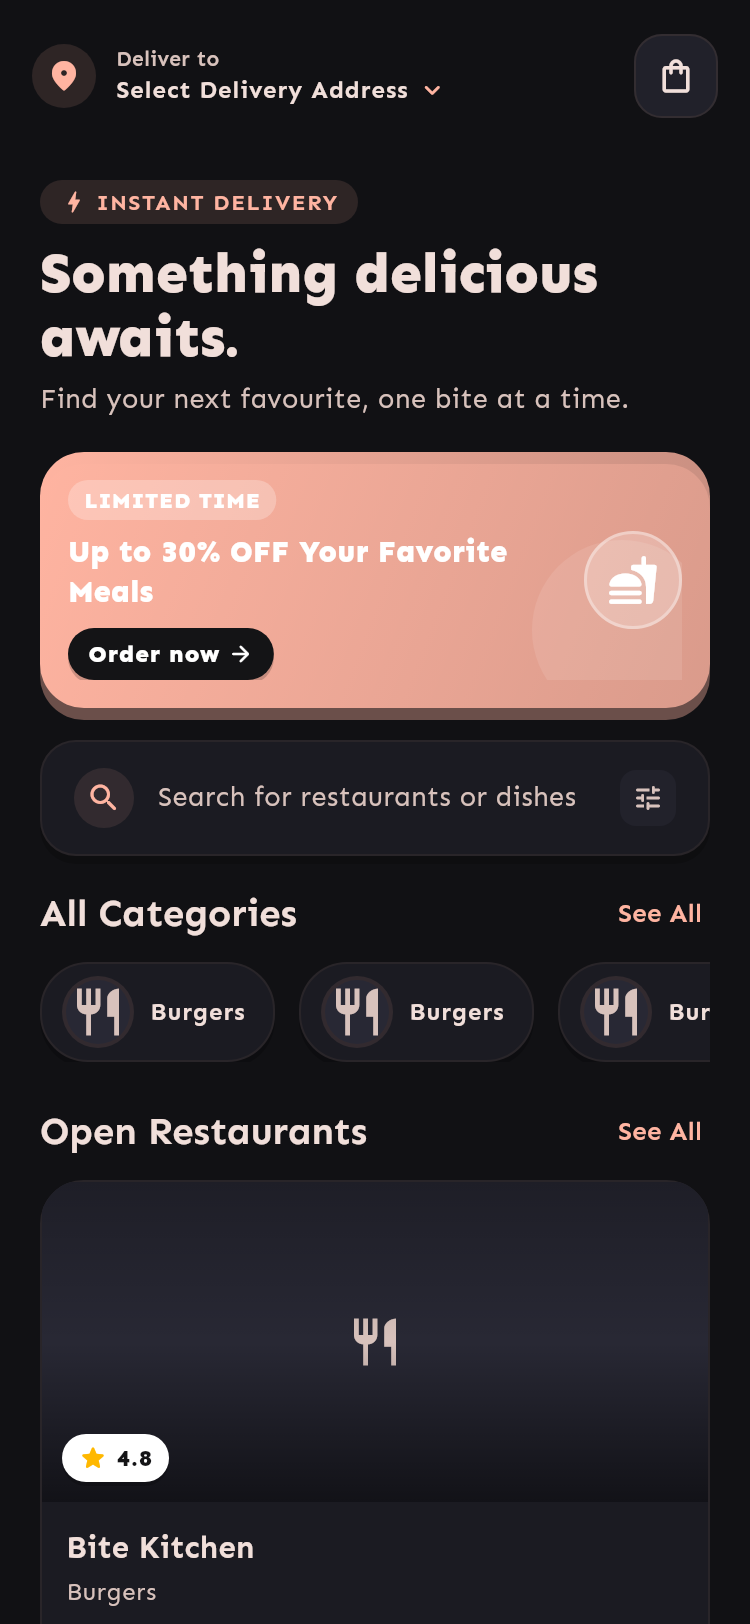 Deliver to
Select Delivery Address
INSTANT DELIVERY
Something delicious
awaits.
Find your next favourite, one bite at a time.
LIMITED TIME
Up to 30% OFF Your Favorite
Meals
Order now
Search for restaurants or dishes
All Categories
See All
Burgers
Burgers
Bur
Open Restaurants
See All
4.8
Bite Kitchen
Burgers